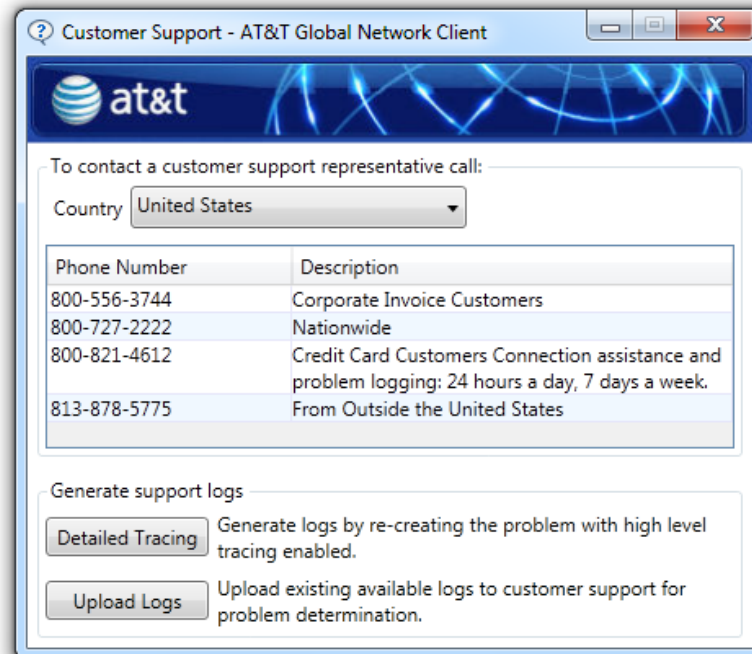 Customer Support - AT&T Global Network Client
at&t
To contact a customer support representative call:
Country United States
Phone Number Description
800-556-3744 Corporate Invoice Customers
800-727-2222 Nationwide
800-821-4612 Credit Card Customers Connection assistance and
problem logging: 24 hours a day, 7 days a week.
813-878-5775 From Outside the United States
Generate support logs
Detailed Tracing Generate logs by re-creating the problem with high level
tracing enabled.
Upload Logs Upload existing available logs to customer support for
problem determination.